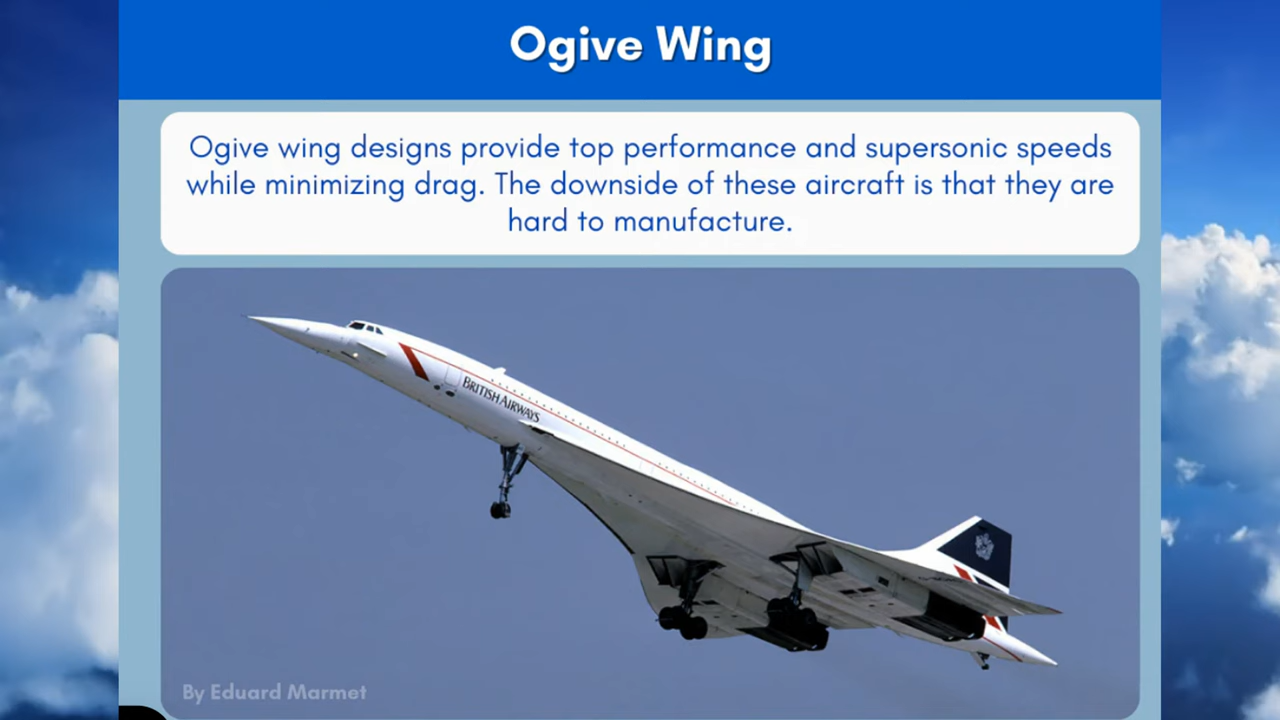 Ogive Wing
Ogive wing designs provide top performance and supersonic speeds
while minimizing drag. The downside of these aircraft is that they are
hard to manufacture.
BRITISH AIRWAYS
By Eduard Marmet